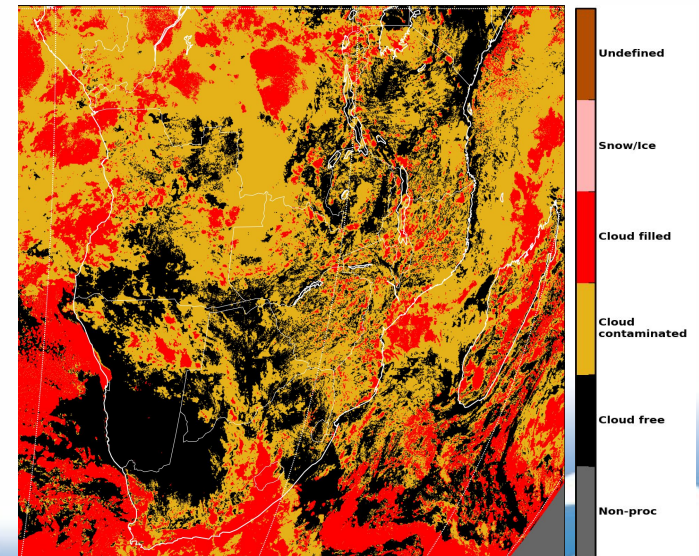 Undefined
Snow/Ice
Cloud filled
Cloud
contaminated
Cloud free
Non-proc